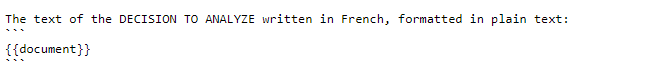 The text of the DECISION TO ANALYZE written in French, formatted in plain text:
```
{{document}}
```